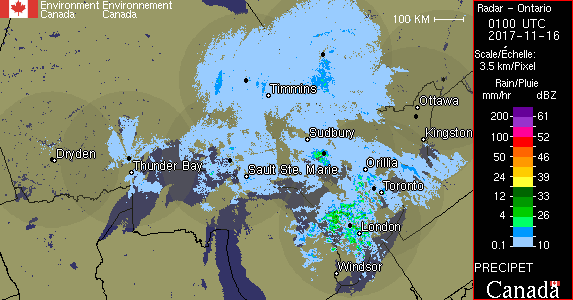 Environment Environnement
Canada Canada
100 KM
Timmins
Ottawa
Sudbury
Kingston
Dryden
Thunder Bay
Sault Ste. Marie
Orillia
Toronto
London
Windsor
Radar - Ontario
0100 UTC
2017-11-16
Scale/Échelle:
3.5 km/Pixel
Rain/Pluie
mm/hr dBZ
200 61
100 52
50 46
24 39
12 33
4 26
0.1 10
PRECIPET
Canada